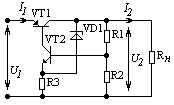 I1 VT1 I2
VD1
VT2 R1
U1 U2 Rн
R3 R2